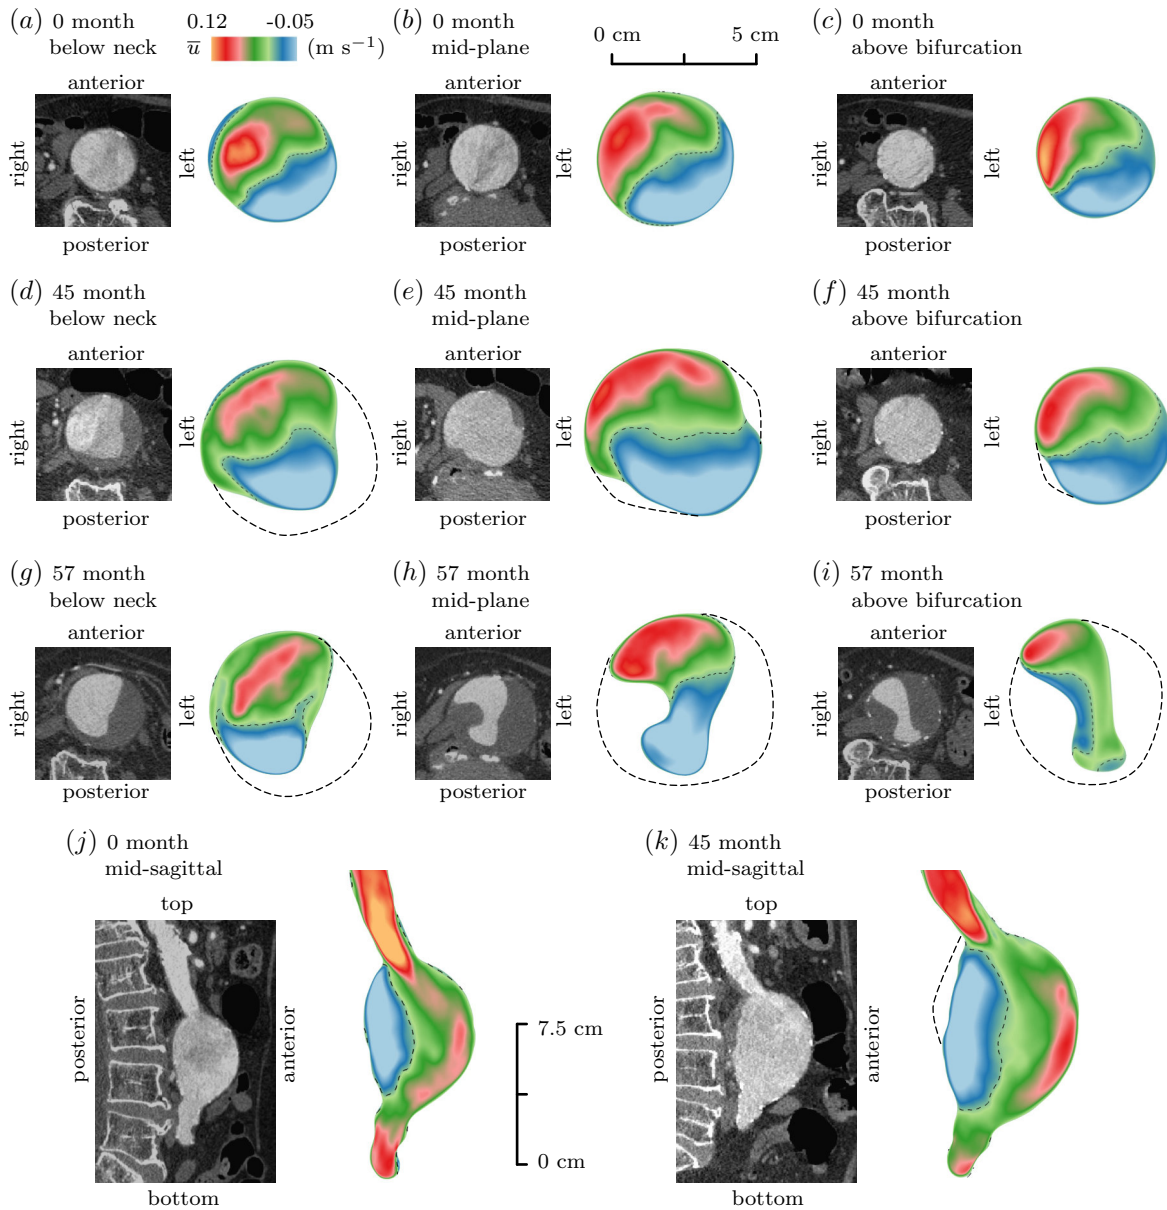 (a) 0 month
below neck
0.12 -0.05
u̅ (m s⁻¹)
anterior
right
left
posterior
(b) 0 month
mid-plane
0 cm 5 cm
anterior
right
left
posterior
(c) 0 month
above bifurcation
anterior
right
left
posterior
(d) 45 month
below neck
anterior
right
left
posterior
(e) 45 month
mid-plane
anterior
right
left
posterior
(f) 45 month
above bifurcation
anterior
right
left
posterior
(g) 57 month
below neck
anterior
right
left
posterior
(h) 57 month
mid-plane
anterior
right
left
posterior
(i) 57 month
above bifurcation
anterior
right
left
posterior
(j) 0 month
mid-sagittal
top
posterior
anterior
bottom
7.5 cm
0 cm
(k) 45 month
mid-sagittal
top
posterior
anterior
bottom